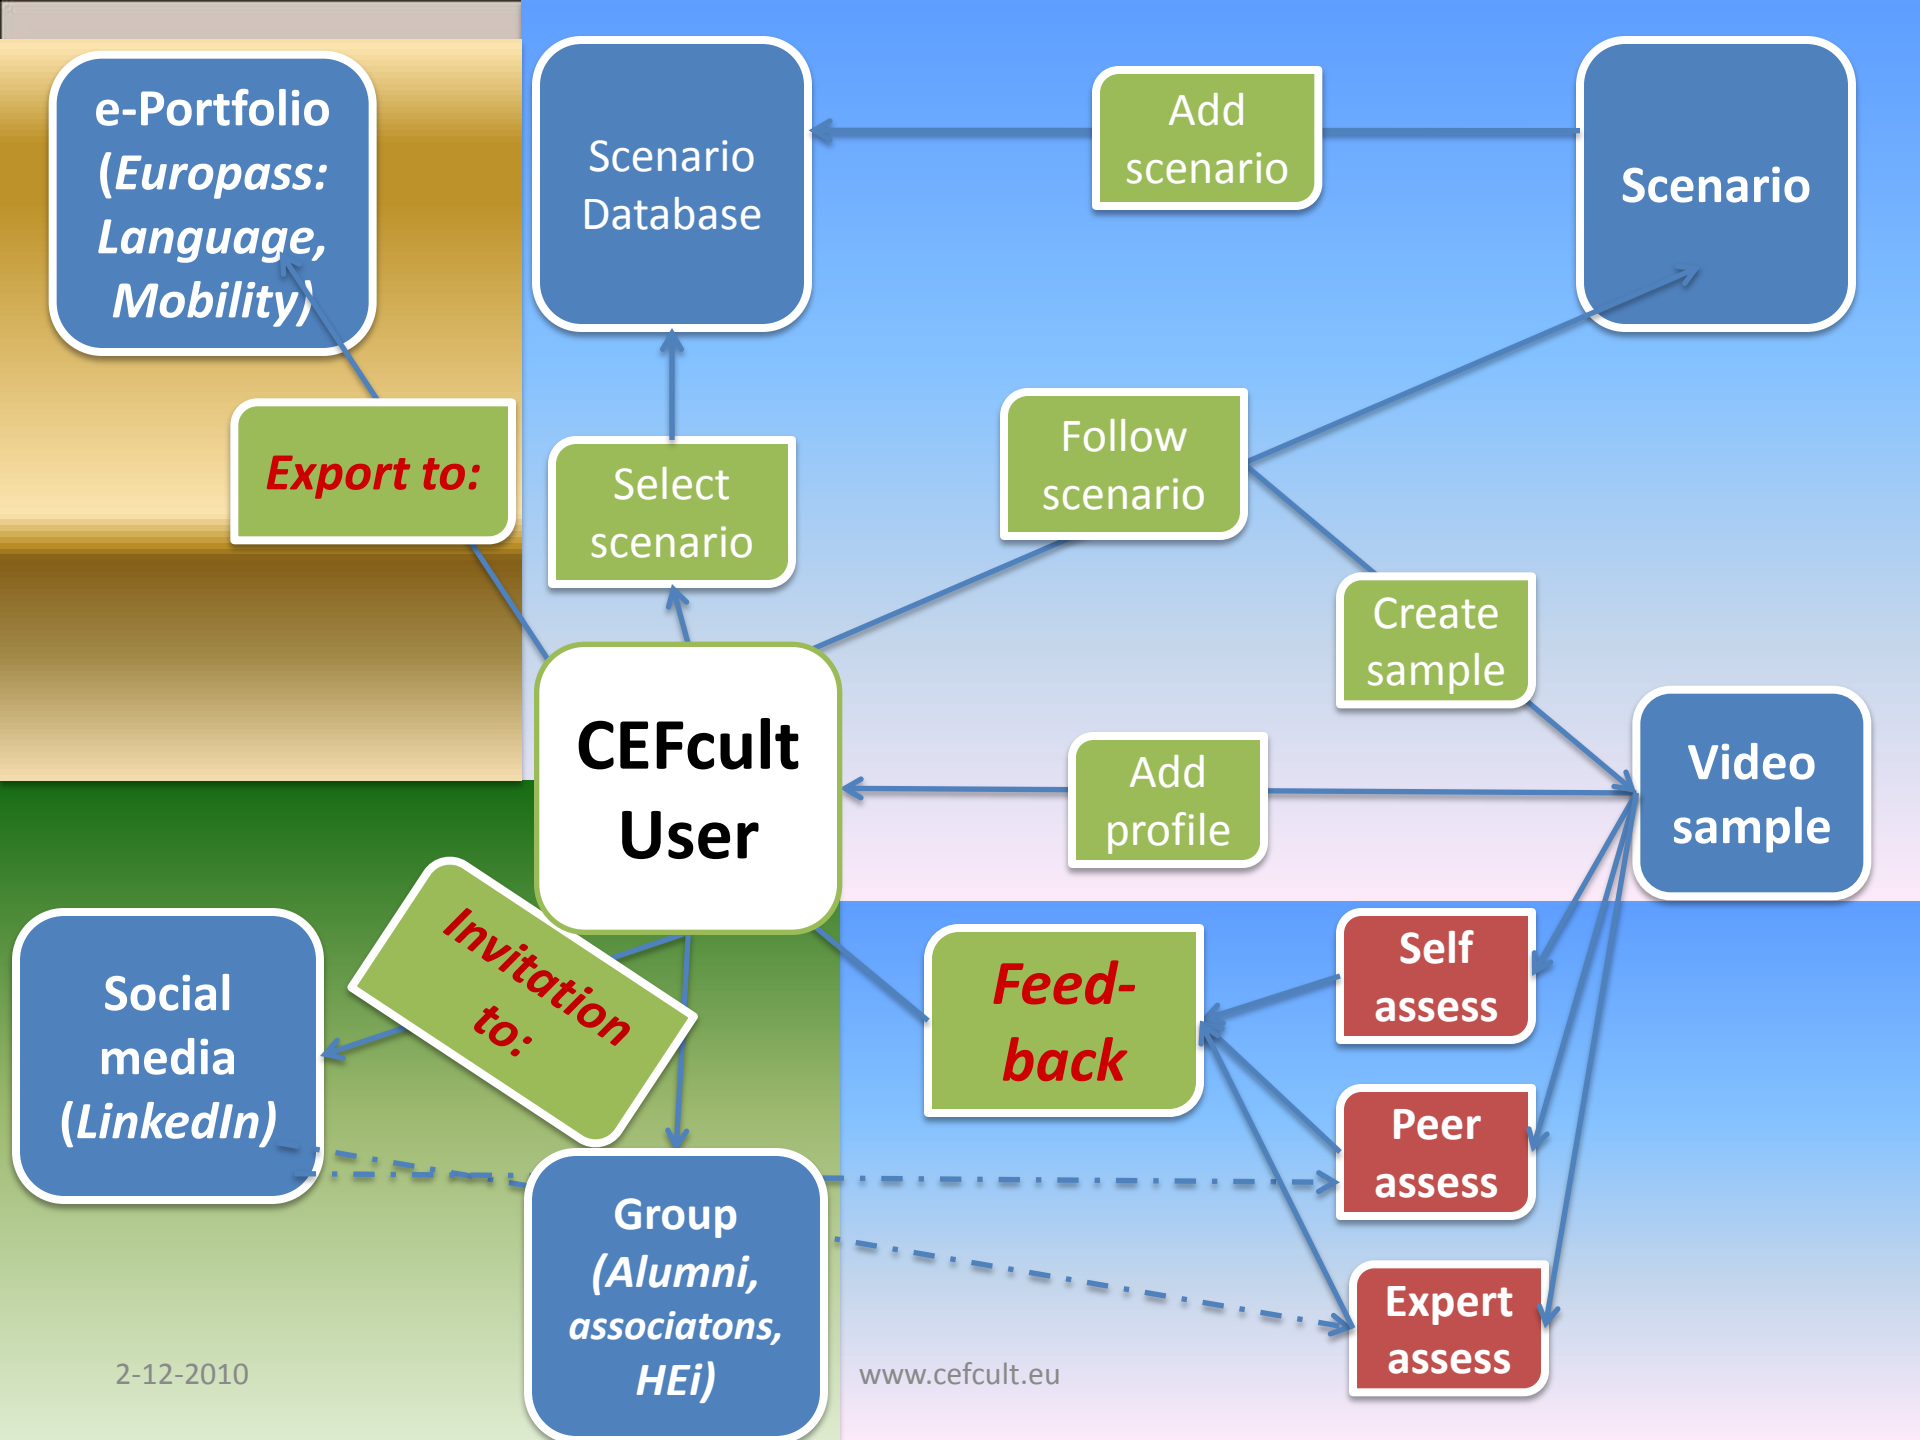 e-Portfolio
(Europass:
Language,
Mobility)
Scenario
Database
Add
scenario
Scenario
Export to:
Select
scenario
Follow
scenario
Create
sample
CEFcult
User
Add
profile
Video
sample
Invitation
to:
Social
media
(LinkedIn)
Feed-
back
Self
assess
Peer
assess
Group
(Alumni,
associatons,
HEi)
Expert
assess
2-12-2010
www.cefcult.eu